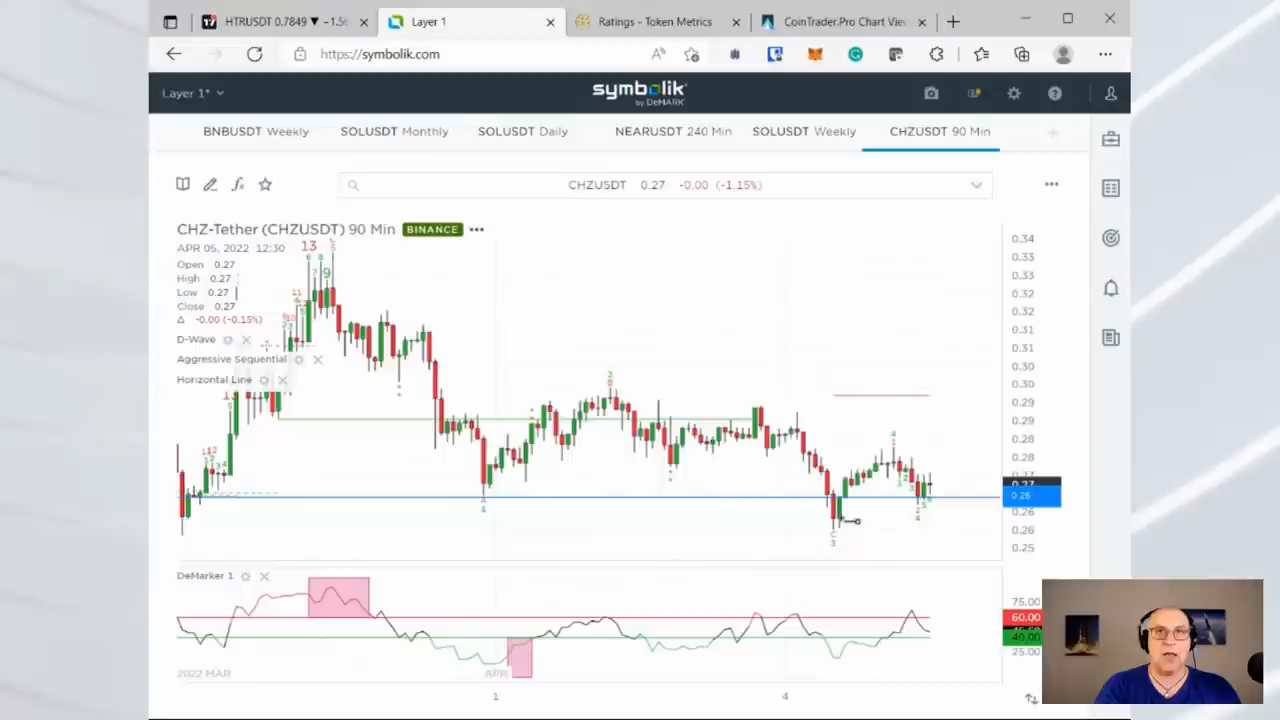 HTRUSDT 0.7849 ▼ −1.5
Layer 1
Ratings - Token Metrics
CoinTrader.Pro Chart View
https://symbolik.com
Layer 1*
symbolik
by DeMARK
BNBUSDT Weekly
SOLUSDT Monthly
SOLUSDT Daily
NEARUSDT 240 Min
SOLUSDT Weekly
CHZUSDT 90 Min
CHZUSDT 0.27 -0.00 (-1.15%)
CHZ-Tether (CHZUSDT) 90 Min BINANCE
APR 05, 2022 12:30
Open 0.27
High 0.27
Low 0.27
Close 0.27
Δ -0.00 (-0.15%)
D-Wave
Aggressive Sequential
Horizontal Line
13
9
0.34
0.33
0.33
0.32
0.32
0.31
0.31
0.30
0.30
0.29
0.29
0.28
0.28
0.27
0.26
0.26
0.26
0.25
DeMarker 1
75.00
60.00
40.00
25.00
2022 MAR
APR
1
4